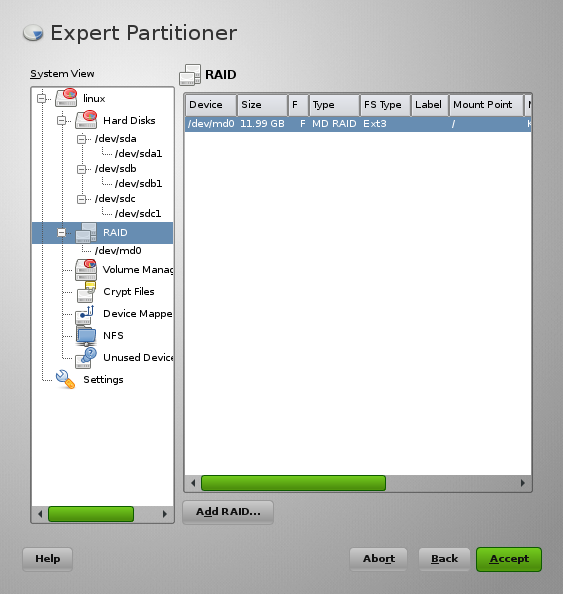 Expert Partitioner
System View
RAID
linux
Hard Disks
/dev/sda
/dev/sda1
/dev/sdb
/dev/sdb1
/dev/sdc
/dev/sdc1
RAID
/dev/md0
Volume Manag
Crypt Files
Device Mappe
NFS
Unused Device
Settings
Device Size F Type FS Type Label Mount Point
/dev/md0 11.99 GB F MD RAID Ext3 /
Add RAID...
Help Abort Back Accept